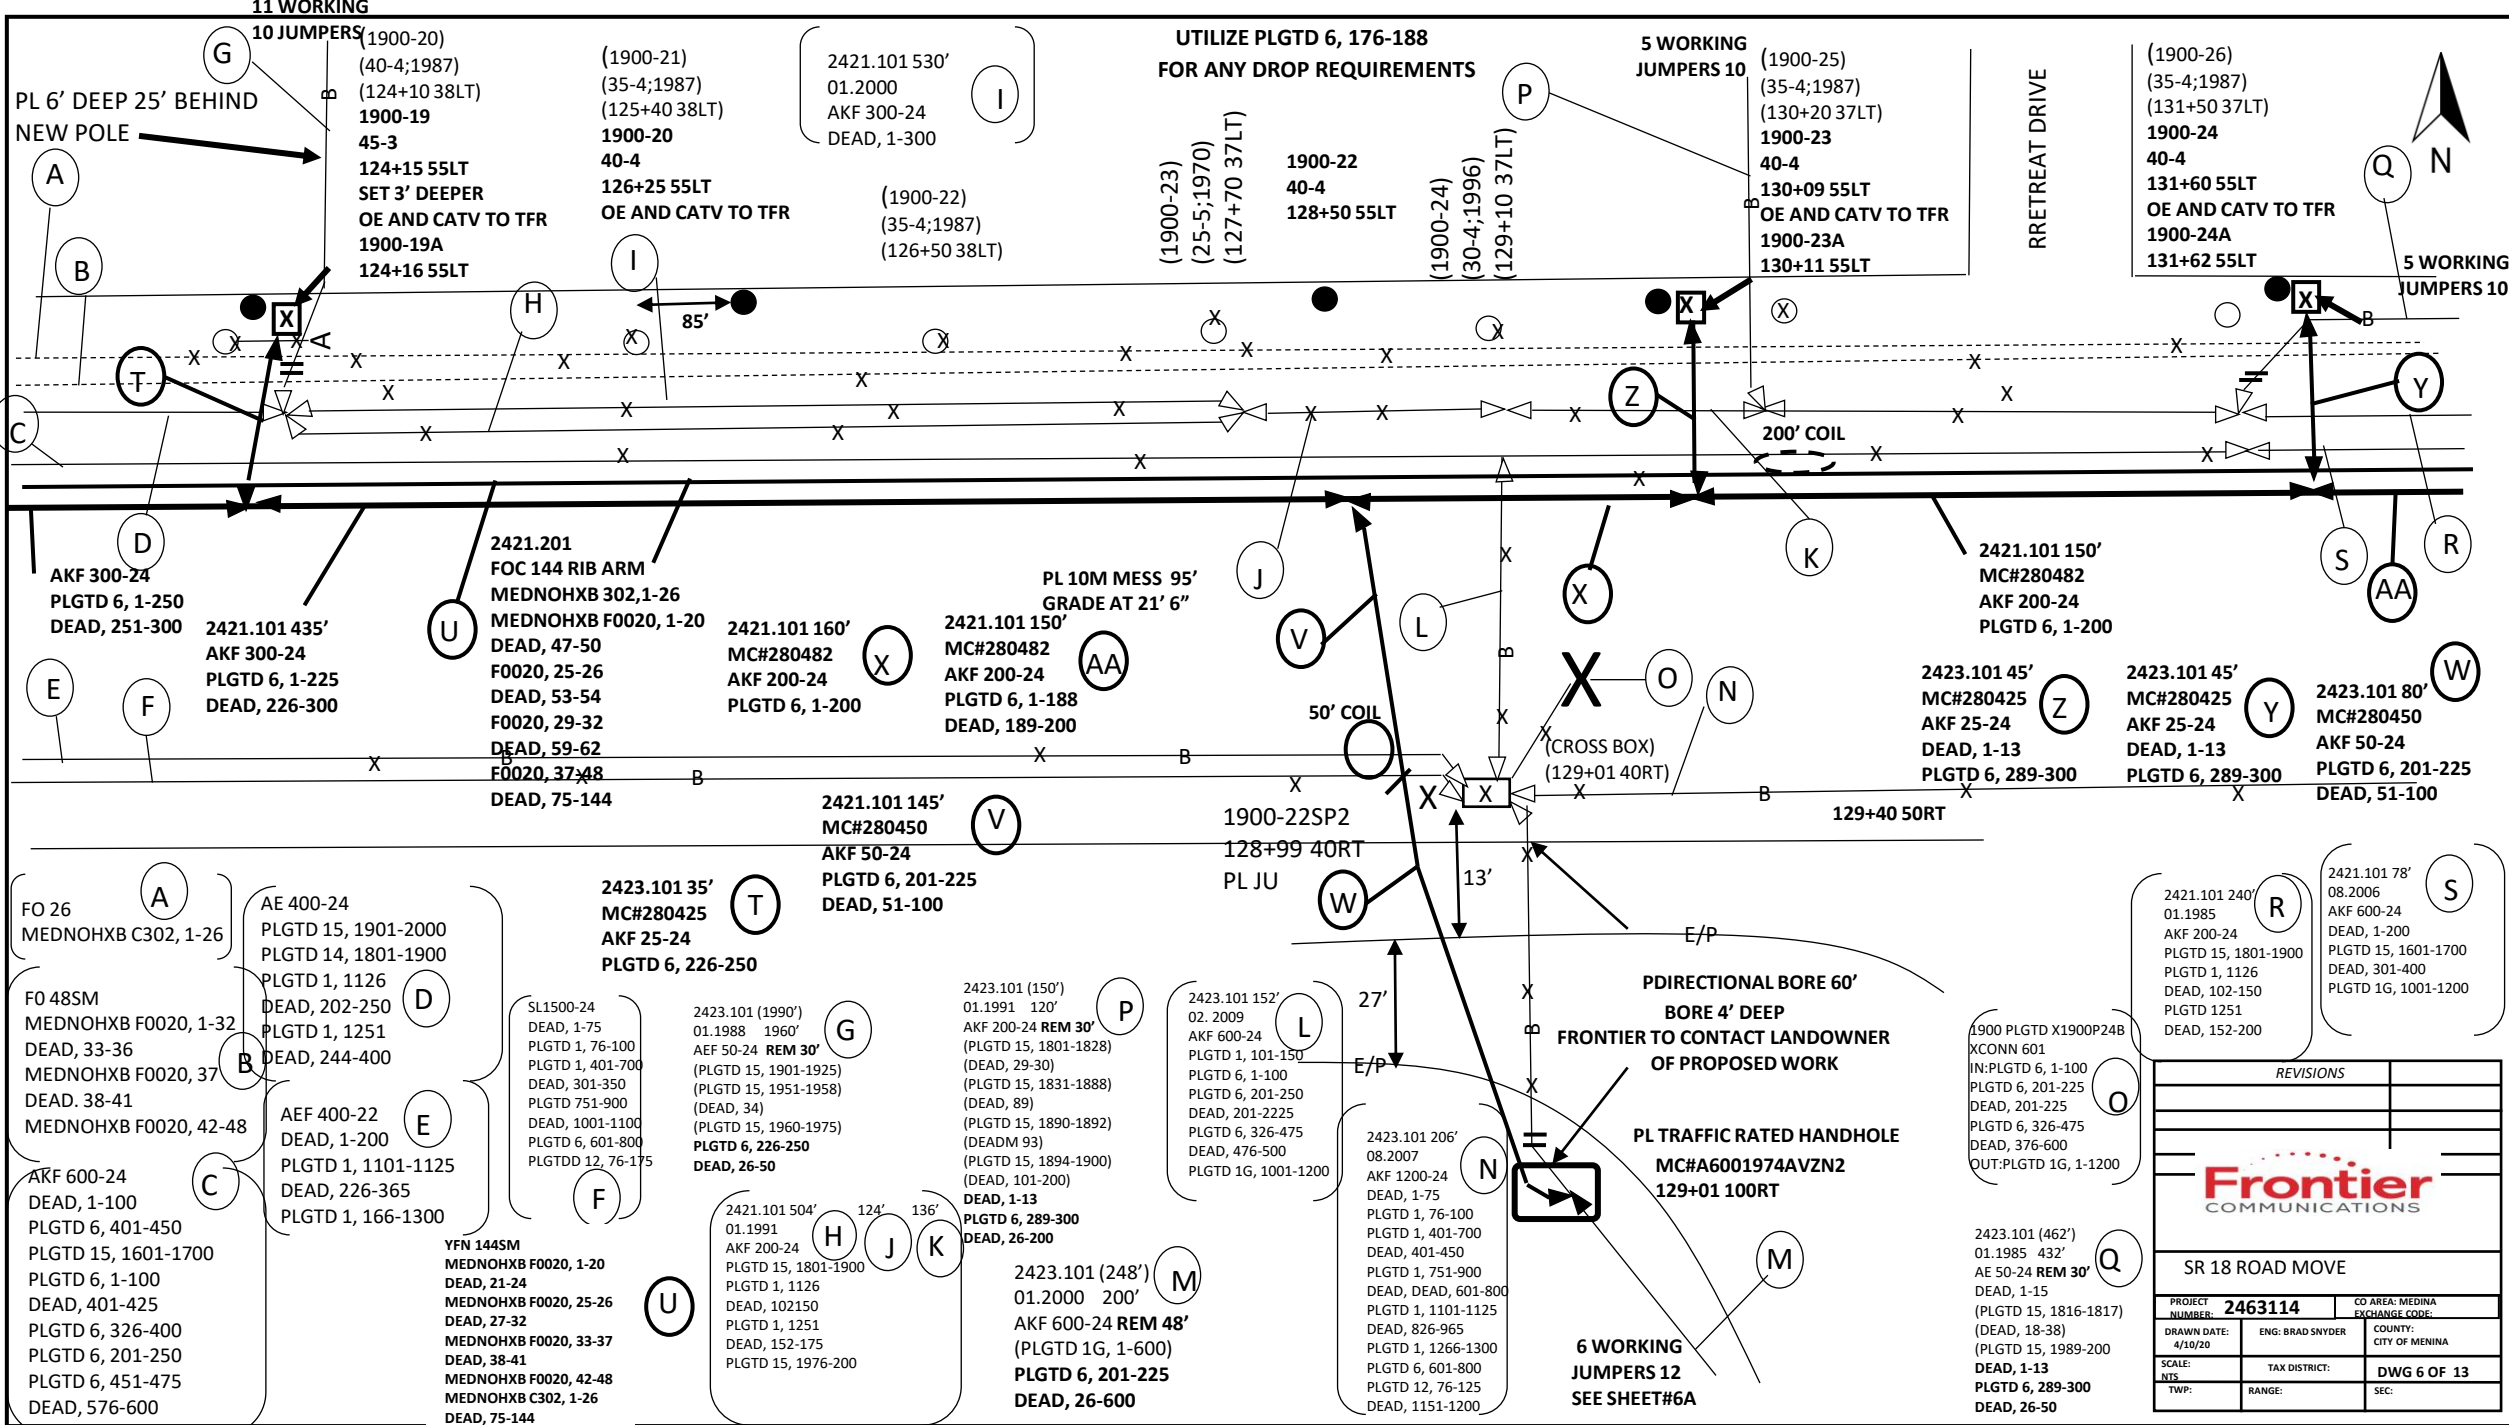 11 WORKING
10 JUMPERS
G
B
PL 6’ DEEP 25’ BEHIND
NEW POLE
(1900-20)
(40-4;1987)
(124+10 38LT)
1900-19
45-3
124+15 55LT
SET 3’ DEEPER
OE AND CATV TO TFR
1900-19A
124+16 55LT
(1900-21)
(35-4;1987)
(125+40 38LT)
1900-20
40-4
126+25 55LT
OE AND CATV TO TFR
2421.101 530’
01.2000
AKF 300-24
DEAD, 1-300
I
(1900-22)
(35-4;1987)
(126+50 38LT)
UTILIZE PLGTD 6, 176-188
FOR ANY DROP REQUIREMENTS
(1900-23)
(25-5;1970)
(127+70 37LT)
1900-22
40-4
128+50 55LT
(1900-24)
(30-4;1996)
(129+10 37LT)
P
5 WORKING
JUMPERS 10
B
(1900-25)
(35-4;1987)
(130+20 37LT)
1900-23
40-4
130+09 55LT
OE AND CATV TO TFR
1900-23A
130+11 55LT
RRETREAT DRIVE
(1900-26)
(35-4;1987)
(131+50 37LT)
1900-24
40-4
131+60 55LT
OE AND CATV TO TFR
1900-24A
131+62 55LT
Q
N
5 WORKING
JUMPERS 10
B
A
B
H
I
85’
X
X
X
A
T
C
Z
Y
200’ COIL
D
J
K
S
R
AKF 300-24
PLGTD 6, 1-250
DEAD, 251-300
2421.101 435’
AKF 300-24
PLGTD 6, 1-225
DEAD, 226-300
U
2421.201
FOC 144 RIB ARM
MEDNOHXB 302,1-26
MEDNOHXB F0020, 1-20
DEAD, 47-50
F0020, 25-26
DEAD, 53-54
F0020, 29-32
DEAD, 59-62
F0020, 37-48
DEAD, 75-144
2421.101 160’
MC#280482
AKF 200-24
PLGTD 6, 1-200
X
PL 10M MESS 95’
GRADE AT 21’ 6”
2421.101 150’
MC#280482
AKF 200-24
PLGTD 6, 1-188
DEAD, 189-200
AA
V
L
X
2421.101 150’
MC#280482
AKF 200-24
PLGTD 6, 1-200
AA
E
F
B
B
B
B
50’ COIL
X
O
N
(CROSS BOX)
(129+01 40RT)
2423.101 45’
MC#280425
AKF 25-24
DEAD, 1-13
PLGTD 6, 289-300
Z
2423.101 45’
MC#280425
AKF 25-24
DEAD, 1-13
PLGTD 6, 289-300
Y
2423.101 80’
MC#280450
AKF 50-24
PLGTD 6, 201-225
DEAD, 51-100
W
X
X
B
129+40 50RT
2421.101 145’
MC#280450
AKF 50-24
PLGTD 6, 201-225
DEAD, 51-100
V
1900-22SP2
128+99 40RT
PL JU
W
13’
2423.101 35’
MC#280425
AKF 25-24
PLGTD 6, 226-250
T
A
FO 26
MEDNOHXB C302, 1-26
F0 48SM
MEDNOHXB F0020, 1-32
DEAD, 33-36
MEDNOHXB F0020, 37
DEAD. 38-41
MEDNOHXB F0020, 42-48
B
AKF 600-24
DEAD, 1-100
PLGTD 6, 401-450
PLGTD 15, 1601-1700
PLGTD 6, 1-100
DEAD, 401-425
PLGTD 6, 326-400
PLGTD 6, 201-250
PLGTD 6, 451-475
DEAD, 576-600
C
AE 400-24
PLGTD 15, 1901-2000
PLGTD 14, 1801-1900
PLGTD 1, 1126
DEAD, 202-250
PLGTD 1, 1251
DEAD, 244-400
D
AEF 400-22
DEAD, 1-200
PLGTD 1, 1101-1125
DEAD, 226-365
PLGTD 1, 166-1300
E
SL1500-24
DEAD, 1-75
PLGTD 1, 76-100
PLGTD 1, 401-700
DEAD, 301-350
PLGTD 751-900
DEAD, 1001-1100
PLGTD 6, 601-800
PLGTDD 12, 76-175
F
YFN 144SM
MEDNOHXB F0020, 1-20
DEAD, 21-24
MEDNOHXB F0020, 25-26
DEAD, 27-32
MEDNOHXB F0020, 33-37
DEAD, 38-41
MEDNOHXB F0020, 42-48
MEDNOHXB C302, 1-26
DEAD, 75-144
U
2423.101 (1990’)
01.1988 1960’
AEF 50-24 REM 30’
(PLGTD 15, 1901-1925)
(PLGTD 15, 1951-1958)
(DEAD, 34)
(PLGTD 15, 1960-1975)
PLGTD 6, 226-250
DEAD, 26-50
G
2421.101 504’ 124’ 136’
01.1991
AKF 200-24
PLGTD 15, 1801-1900
PLGTD 1, 1126
DEAD, 102150
PLGTD 1, 1251
DEAD, 152-175
PLGTD 15, 1976-200
H
J
K
2423.101 (150’)
01.1991 120’
AKF 200-24 REM 30’
(PLGTD 15, 1801-1828)
(DEAD, 29-30)
(PLGTD 15, 1831-1888)
(DEAD, 89)
(PLGTD 15, 1890-1892)
(DEADM 93)
(PLGTD 15, 1894-1900)
(DEAD, 101-200)
DEAD, 1-13
PLGTD 6, 289-300
DEAD, 26-200
P
2423.101 (248’)
01.2000 200’
AKF 600-24 REM 48’
(PLGTD 1G, 1-600)
PLGTD 6, 201-225
DEAD, 26-600
M
2423.101 152’
02. 2009
AKF 600-24
PLGTD 1, 101-150
PLGTD 6, 1-100
PLGTD 6, 201-250
DEAD, 201-2225
PLGTD 6, 326-475
DEAD, 476-500
PLGTD 1G, 1001-1200
L
27’
E/P
E/P
B
2423.101 206’
08.2007
AKF 1200-24
DEAD, 1-75
PLGTD 1, 76-100
PLGTD 1, 401-700
DEAD, 401-450
PLGTD 1, 751-900
DEAD, DEAD, 601-800
PLGTD 1, 1101-1125
DEAD, 826-965
PLGTD 1, 1266-1300
PLGTD 6, 601-800
PLGTD 12, 76-125
DEAD, 1151-1200
N
PDIRECTIONAL BORE 60’
BORE 4’ DEEP
FRONTIER TO CONTACT LANDOWNER
OF PROPOSED WORK
PL TRAFFIC RATED HANDHOLE
MC#A6001974AVZN2
129+01 100RT
M
6 WORKING
JUMPERS 12
SEE SHEET#6A
1900 PLGTD X1900P24B
XCONN 601
IN:PLGTD 6, 1-100
PLGTD 6, 201-225
DEAD, 201-225
PLGTD 6, 326-475
DEAD, 376-600
OUT:PLGTD 1G, 1-1200
O
2423.101 (462’)
01.1985 432’
AE 50-24 REM 30’
DEAD, 1-15
(PLGTD 15, 1816-1817)
(DEAD, 18-38)
(PLGTD 15, 1989-200
DEAD, 1-13
PLGTD 6, 289-300
DEAD, 26-50
Q
2421.101 240’
01.1985
AKF 200-24
PLGTD 15, 1801-1900
PLGTD 1, 1126
DEAD, 102-150
PLGTD 1251
DEAD, 152-200
R
2421.101 78’
08.2006
AKF 600-24
DEAD, 1-200
PLGTD 15, 1601-1700
DEAD, 301-400
PLGTD 1G, 1001-1200
S
REVISIONS
Frontier
COMMUNICATIONS
SR 18 ROAD MOVE
PROJECT NUMBER: 2463114
CO AREA: MEDINA
EXCHANGE CODE:
DRAWN DATE: 4/10/20
ENG: BRAD SNYDER
COUNTY: CITY OF MENINA
SCALE: NTS
TAX DISTRICT:
DWG 6 OF 13
TWP:
RANGE:
SEC: